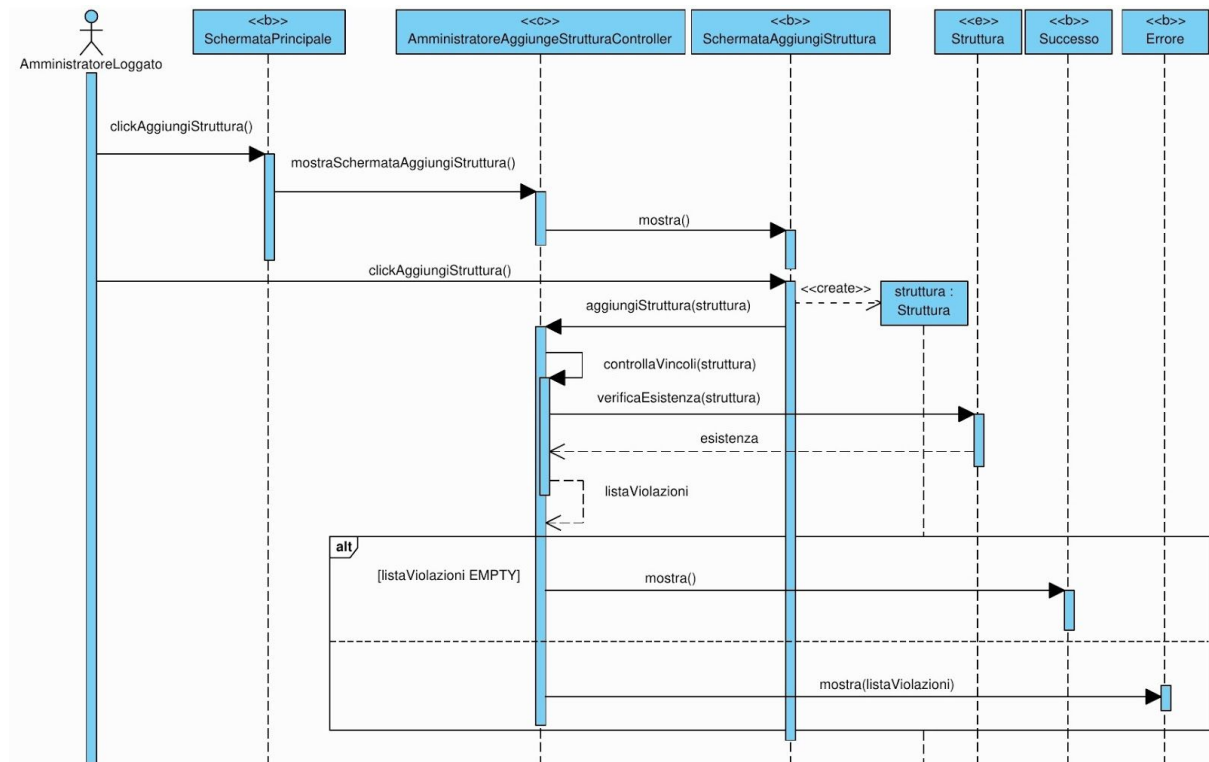 <<b>>
SchermataPrincipale
<<c>>
AmministratoreAggiungeStrutturaController
<<b>>
SchermataAggiungiStruttura
<<e>>
Struttura
<<b>>
Successo
<<b>>
Errore
AmministratoreLoggato
clickAggiungiStruttura()
mostraSchermataAggiungiStruttura()
mostra()
clickAggiungiStruttura()
<<create>>
struttura :
Struttura
aggiungiStruttura(struttura)
controllaVincoli(struttura)
verificaEsistenza(struttura)
esistenza
listaViolazioni
alt
[listaViolazioni EMPTY]
mostra()
mostra(listaViolazioni)